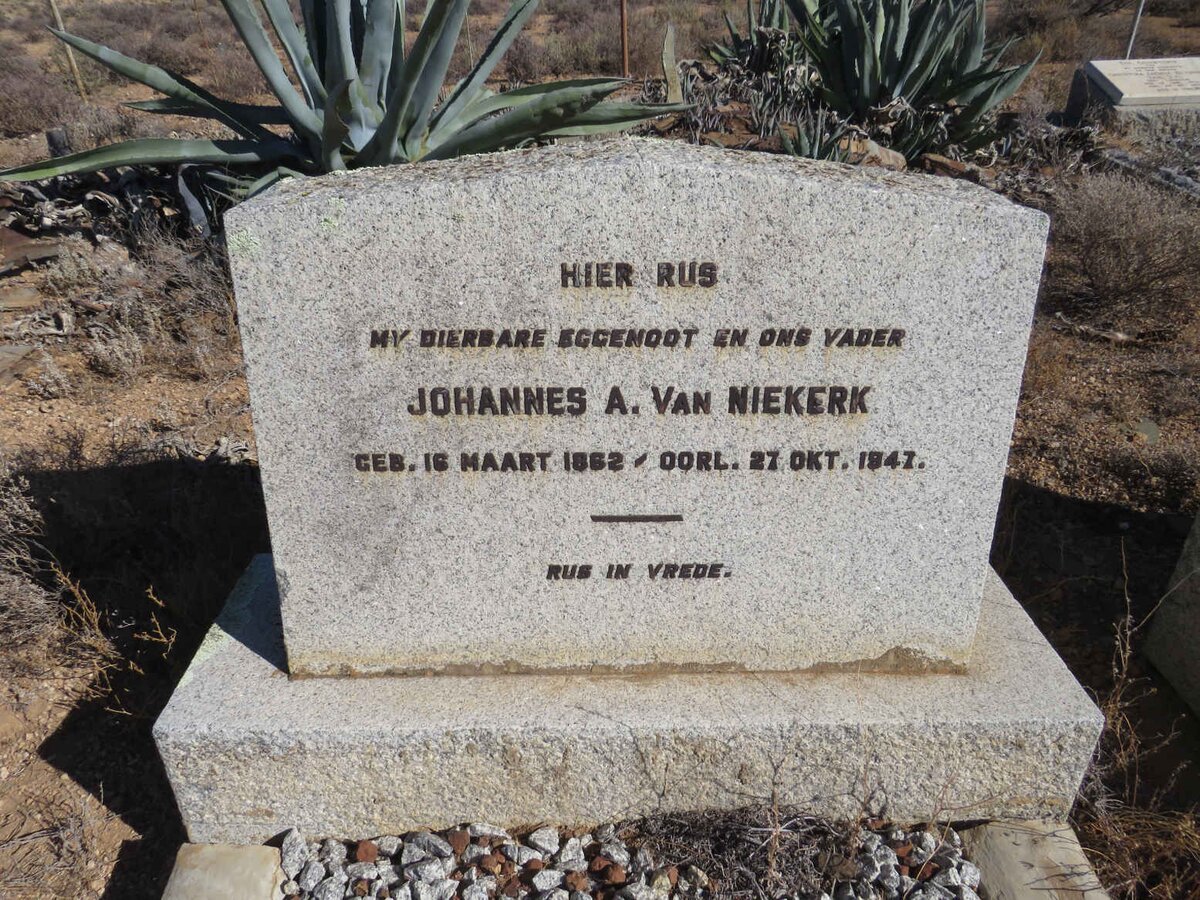 HIER RUS
MY DIERBARE EGGENOOT EN ONS VADER
JOHANNES A. VAN NIEKERK
GEB. 16 MAART 1862 - OORL. 27 OKT. 1947.
RUS IN VREDE.